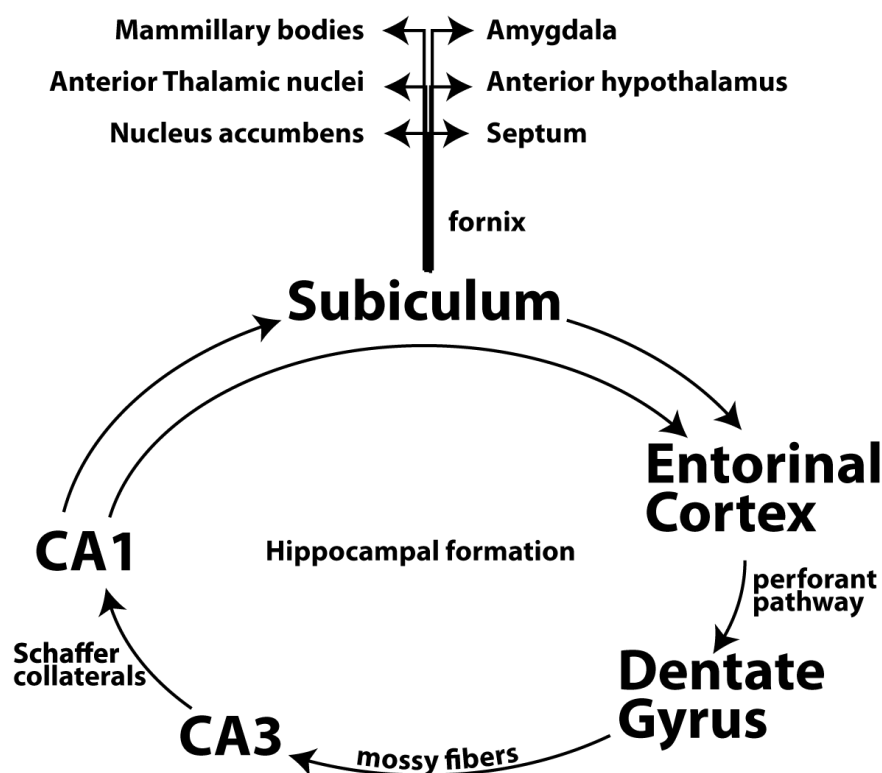 Mammillary bodies
Amygdala
Anterior Thalamic nuclei
Anterior hypothalamus
Nucleus accumbens
Septum
fornix
Subiculum
Entorinal
Cortex
CA1
Hippocampal formation
perforant
pathway
Schaffer
collaterals
Dentate
Gyrus
CA3
mossy fibers